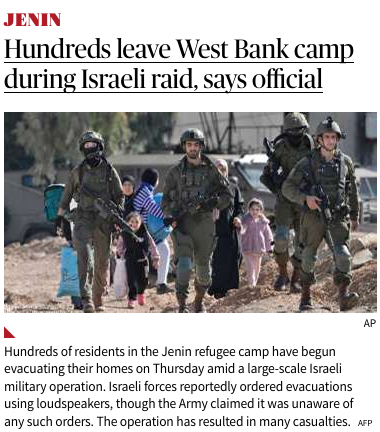 JENIN
Hundreds leave West Bank camp
during Israeli raid, says official
AP
Hundreds of residents in the Jenin refugee camp have begun
evacuating their homes on Thursday amid a large-scale Israeli
military operation. Israeli forces reportedly ordered evacuations
using loudspeakers, though the Army claimed it was unaware of
any such orders. The operation has resulted in many casualties. AFP